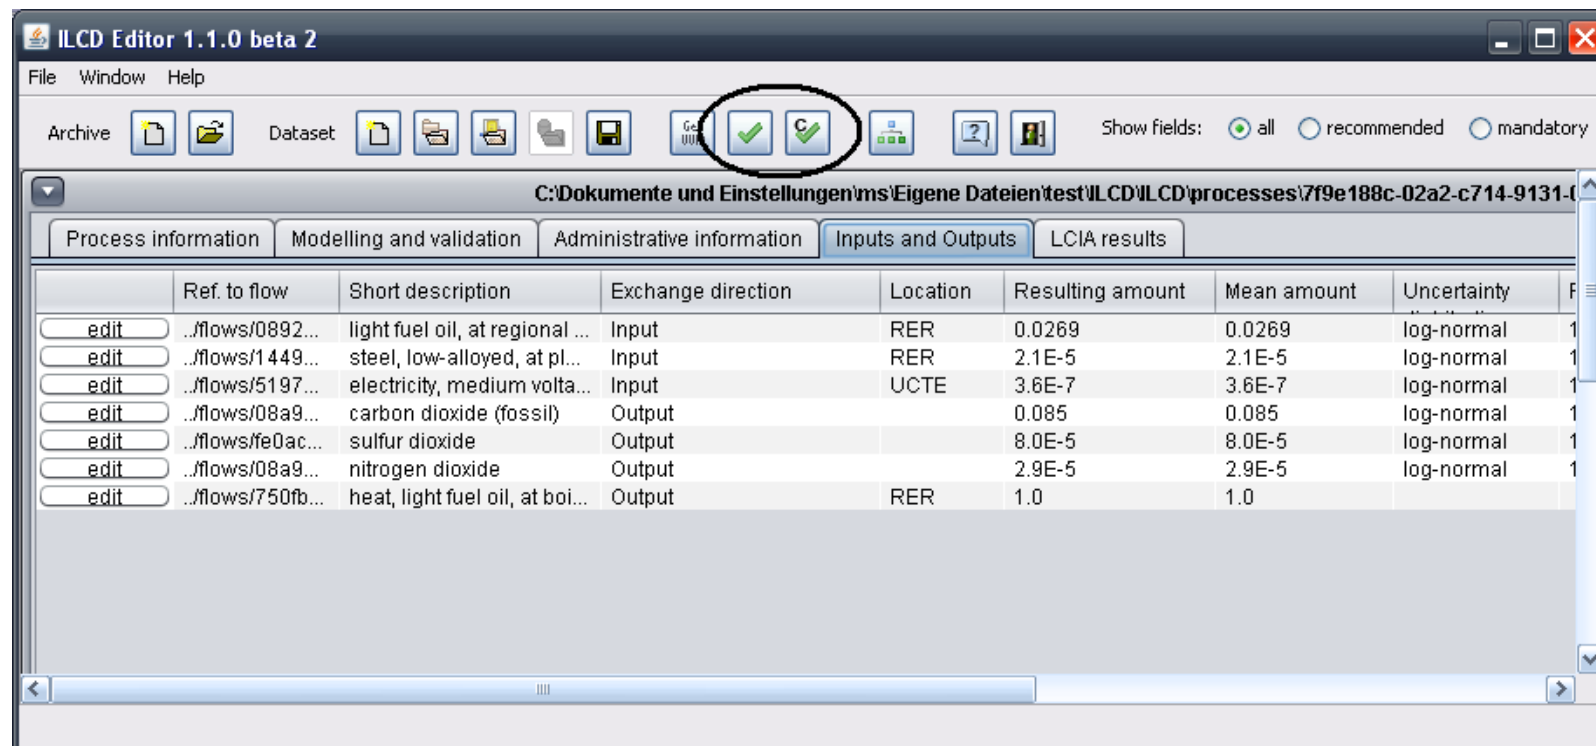 ILCD Editor 1.1.0 beta 2
File Window Help
Archive Dataset Show fields: all recommended mandatory
C:\Dokumente und Einstellungen\ms\Eigene Dateien\test\ILCD\ILCD\processes\7f9e188c-02a2-c714-9131-
Process information Modelling and validation Administrative information Inputs and Outputs LCIA results
Ref. to flow Short description Exchange direction Location Resulting amount Mean amount Uncertainty
edit ../flows/0892... light fuel oil, at regional ... Input RER 0.0269 0.0269 log-normal 1
edit ../flows/1449... steel, low-alloyed, at pl... Input RER 2.1E-5 2.1E-5 log-normal 1
edit ../flows/5197... electricity, medium volta... Input UCTE 3.6E-7 3.6E-7 log-normal 1
edit ../flows/08a9... carbon dioxide (fossil) Output 0.085 0.085 log-normal 1
edit ../flows/fe0ac... sulfur dioxide Output 8.0E-5 8.0E-5 log-normal 1
edit ../flows/08a9... nitrogen dioxide Output 2.9E-5 2.9E-5 log-normal 1
edit ../flows/750fb... heat, light fuel oil, at boi... Output RER 1.0 1.0